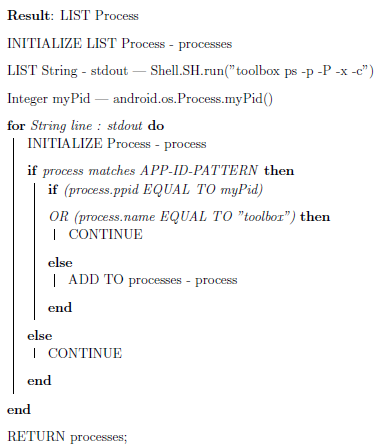 Result: LIST Process
INITIALIZE LIST Process - processes
LIST String - stdout — Shell.SH.run("toolbox ps -p -P -x -c")
Integer myPid — android.os.Process.myPid()
for String line : stdout do
INITIALIZE Process - process
if process matches APP-ID-PATTERN then
if (process.ppid EQUAL TO myPid)
OR (process.name EQUAL TO "toolbox") then
CONTINUE
else
ADD TO processes - process
end
else
CONTINUE
end
end
RETURN processes;